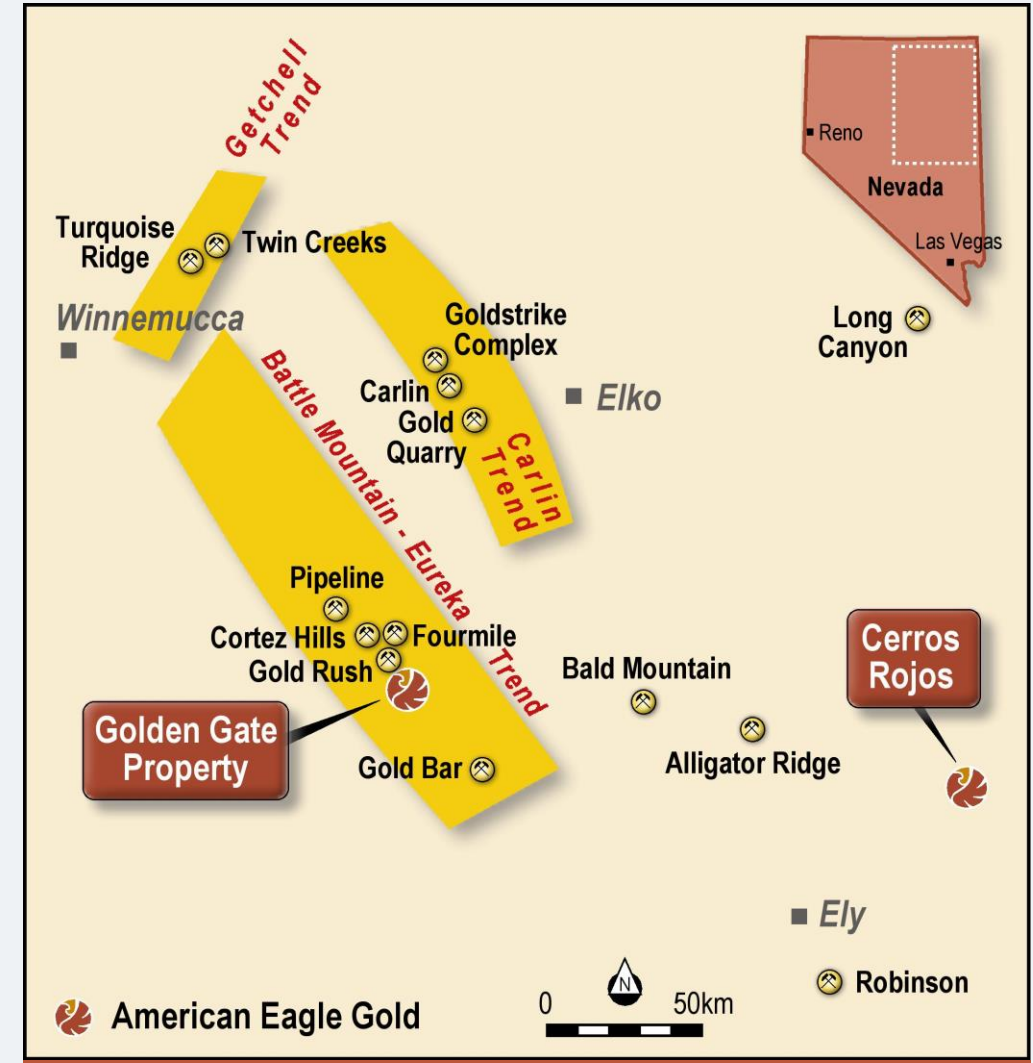 Getchell
Trend
Turquoise
Ridge
Twin Creeks
Winnemucca
Reno
Nevada
Las Vegas
Long
Canyon
Goldstrike
Complex
Carlin
Gold
Quarry
Elko
Carlin
Trend
Battle Mountain - Eureka Trend
Pipeline
Cortez Hills
Fourmile
Gold Rush
Golden Gate
Property
Gold Bar
Bald Mountain
Alligator Ridge
Cerros
Rojos
Ely
Robinson
American Eagle Gold
N
0 50km